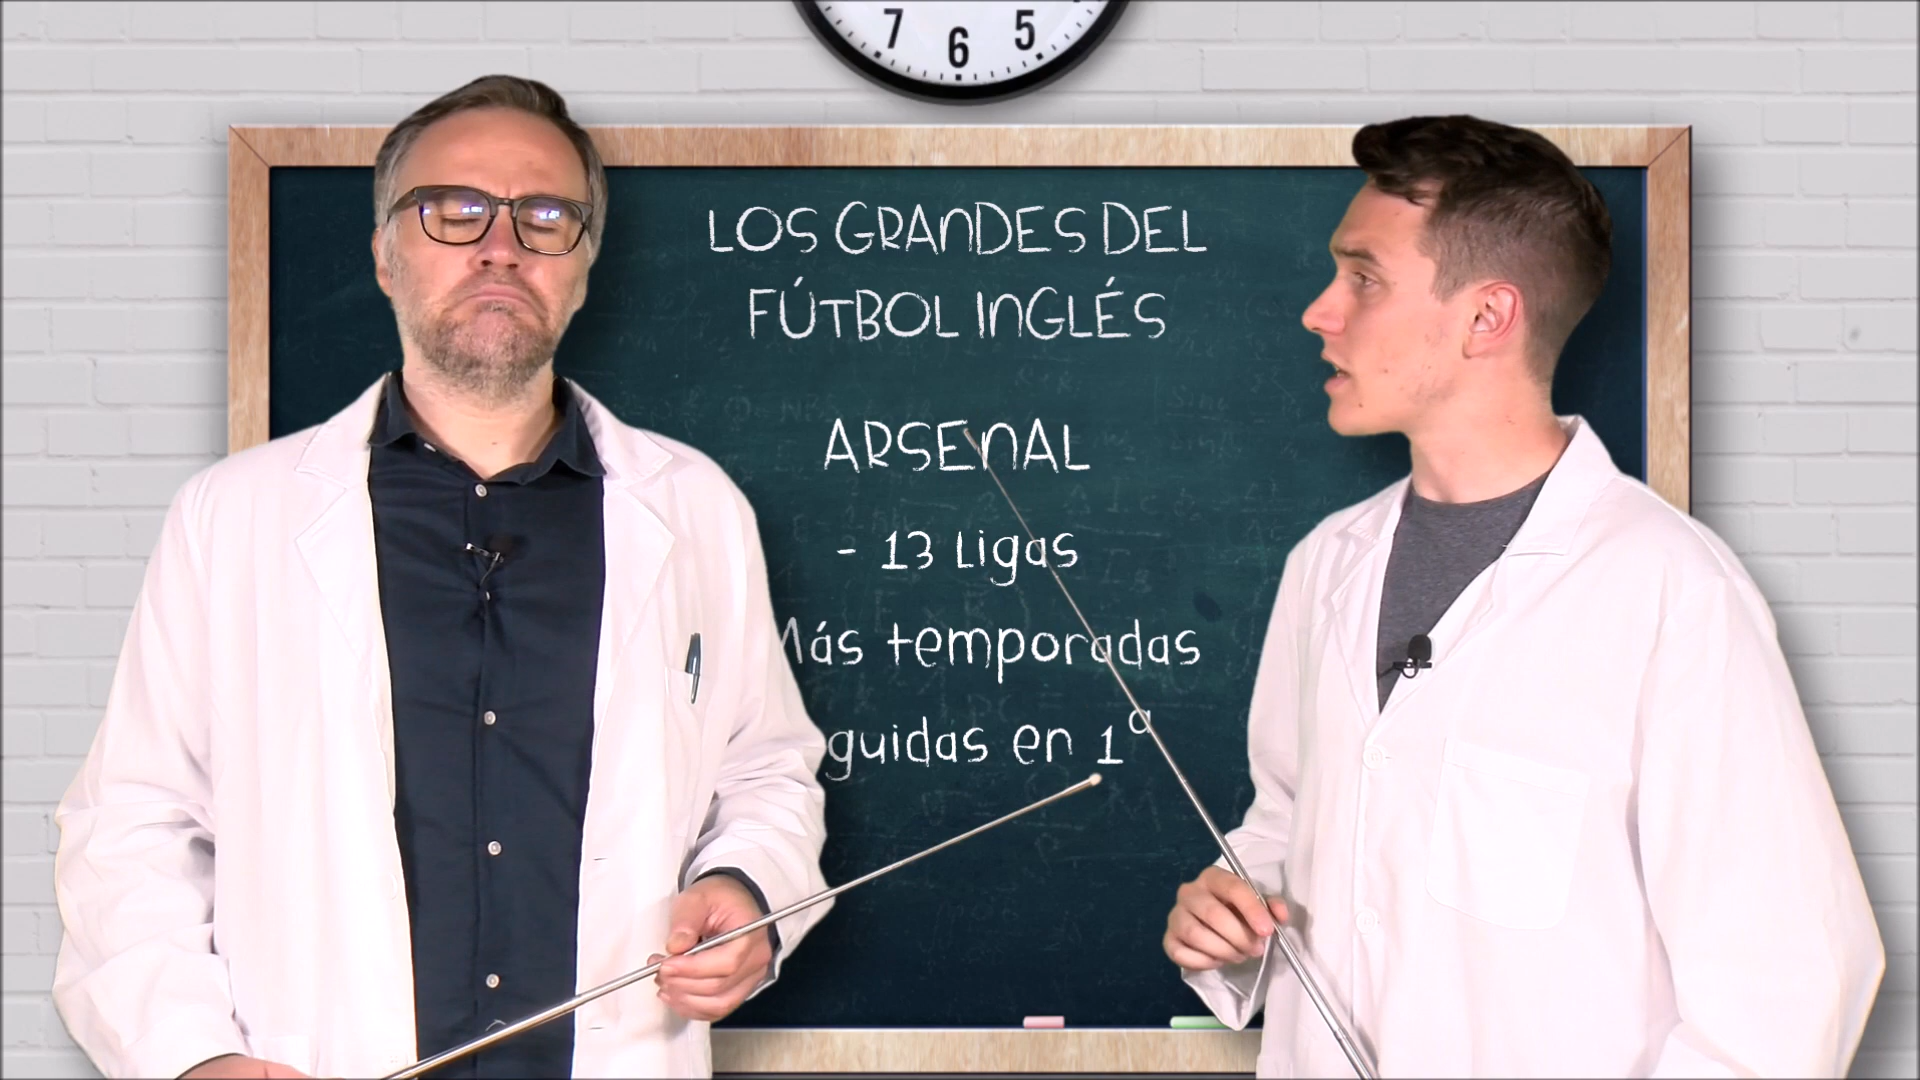 7 6 5
LOS GRANDES DEL
FÚTBOL INGLÉS
ARSENAL
- 13 Ligas
Más temporadas
guidas en 1ª